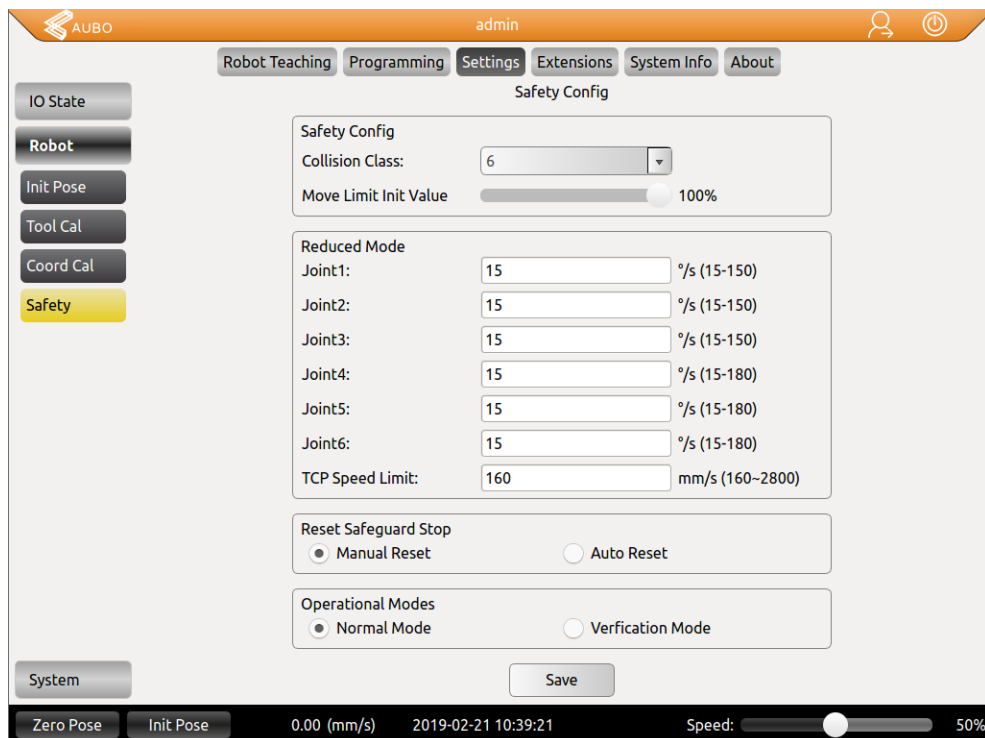 AUBO
admin
Robot Teaching Programming Settings Extensions System Info About
Safety Config
IO State
Robot
Init Pose
Tool Cal
Coord Cal
Safety
Safety Config
Collision Class: 6
Move Limit Init Value 100%
Reduced Mode
Joint1: 15 °/s (15-150)
Joint2: 15 °/s (15-150)
Joint3: 15 °/s (15-150)
Joint4: 15 °/s (15-180)
Joint5: 15 °/s (15-180)
Joint6: 15 °/s (15-180)
TCP Speed Limit: 160 mm/s (160~2800)
Reset Safeguard Stop
Manual Reset Auto Reset
Operational Modes
Normal Mode Verfication Mode
System Save
Zero Pose Init Pose 0.00 (mm/s) 2019-02-21 10:39:21 Speed: 50%